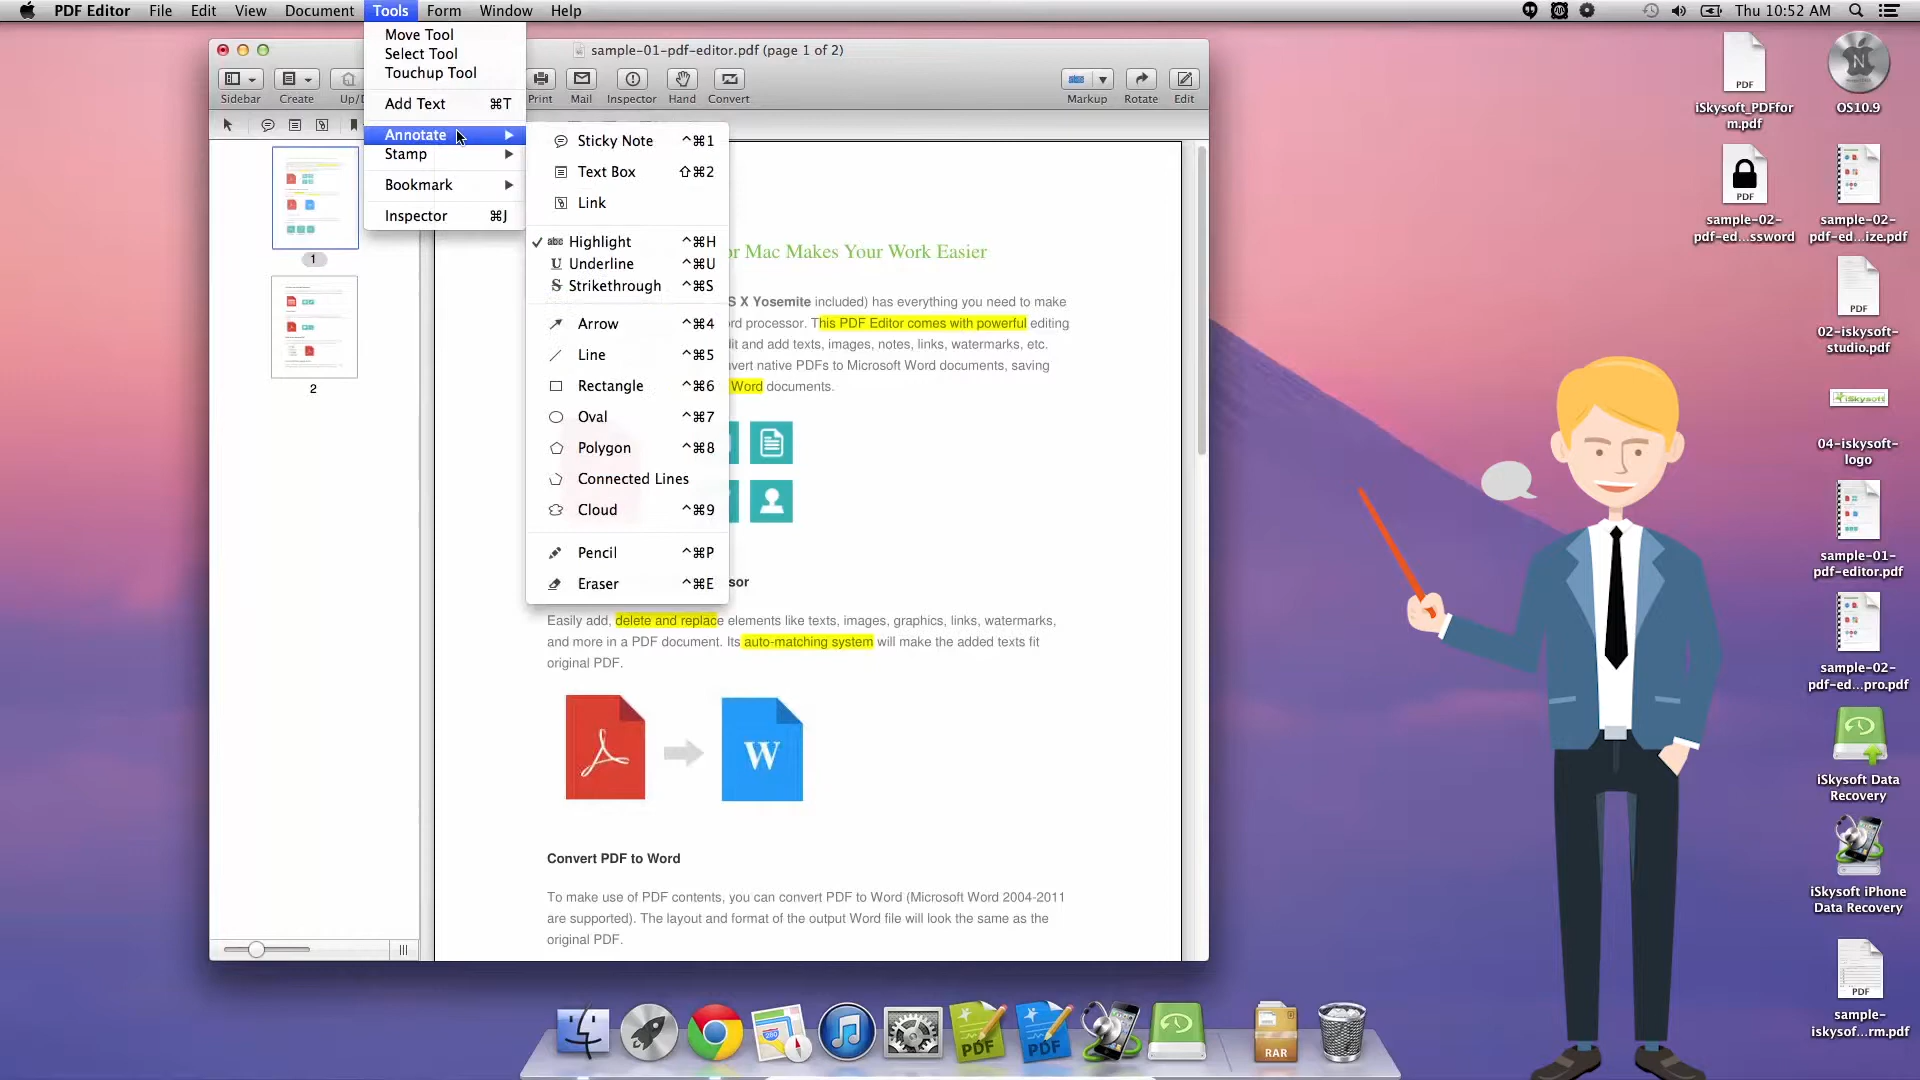 PDF Editor File Edit View Document Tools Form Window Help
Thu 10:52 AM
Move Tool
Select Tool
Touchup Tool
Add Text ⌘T
Annotate
Stamp
Bookmark
Inspector ⌘J
sample-01-pdf-editor.pdf (page 1 of 2)
Sidebar
Create
Up/D
Print
Mail
Inspector
Hand
Convert
Markup
Rotate
Edit
Sticky Note ^⌘1
Text Box ⇧⌘2
Link
Highlight ^⌘H
Underline ^⌘U
Strikethrough ^⌘S
Arrow ^⌘4
Line ^⌘5
Rectangle ^⌘6
Oval ^⌘7
Polygon ^⌘8
Connected Lines
Cloud ^⌘9
Pencil ^⌘P
Eraser ^⌘E
1
2
or Mac Makes Your Work Easier
S X Yosemite included) has everything you need to make
rd processor. This PDF Editor comes with powerful editing
dit and add texts, images, notes, links, watermarks, etc.
vert native PDFs to Microsoft Word documents, saving
Word documents.
sor
Easily add, delete and replace elements like texts, images, graphics, links, watermarks,
and more in a PDF document. Its auto-matching system will make the added texts fit
original PDF.
W
Convert PDF to Word
To make use of PDF contents, you can convert PDF to Word (Microsoft Word 2004-2011
are supported). The layout and format of the output Word file will look the same as the
original PDF.
PDF
iSkysoft_PDFfor
m.pdf
N
OS10.9
PDF
sample-02-
pdf-ed...ssword
sample-02-
pdf-ed...ize.pdf
PDF
02-iskysoft-
studio.pdf
iSkysoft
04-iskysoft-
logo
sample-01-
pdf-editor.pdf
sample-02-
pdf-ed...pro.pdf
iSkysoft Data
Recovery
iSkysoft iPhone
Data Recovery
PDF
sample-
iskysof...rm.pdf
PDF
PDF
RAR